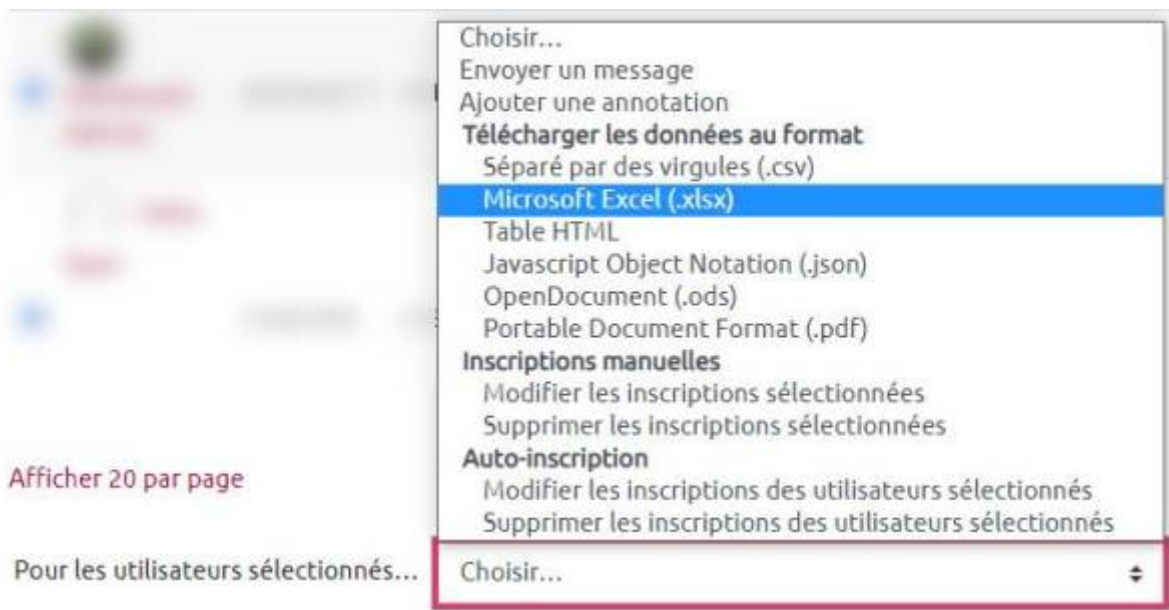 Choisir...
Envoyer un message
Ajouter une annotation
Télécharger les données au format
Séparé par des virgules (.csv)
Microsoft Excel (.xlsx)
Table HTML
Javascript Object Notation (.json)
OpenDocument (.ods)
Portable Document Format (.pdf)
Inscriptions manuelles
Modifier les inscriptions sélectionnées
Supprimer les inscriptions sélectionnées
Auto-inscription
Modifier les inscriptions des utilisateurs sélectionnés
Supprimer les inscriptions des utilisateurs sélectionnés
Afficher 20 par page
Pour les utilisateurs sélectionnés... Choisir...